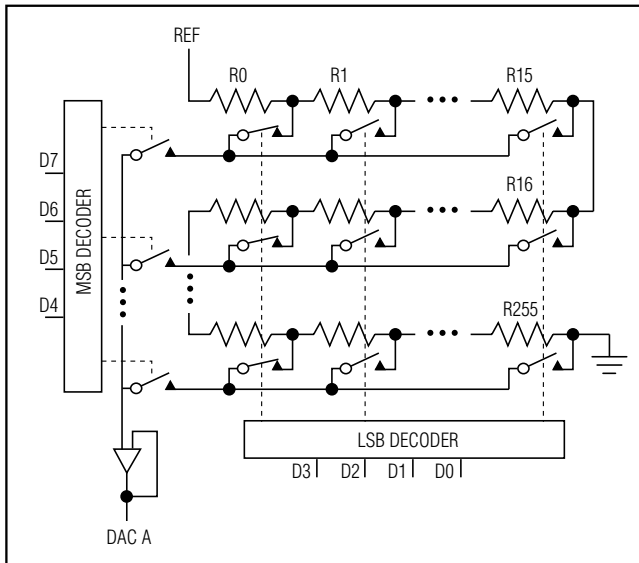 REF
R0 R1 R15
D7
R16
D6
MSB DECODER
D5
D4
R255
LSB DECODER
D3 D2 D1 D0
DAC A